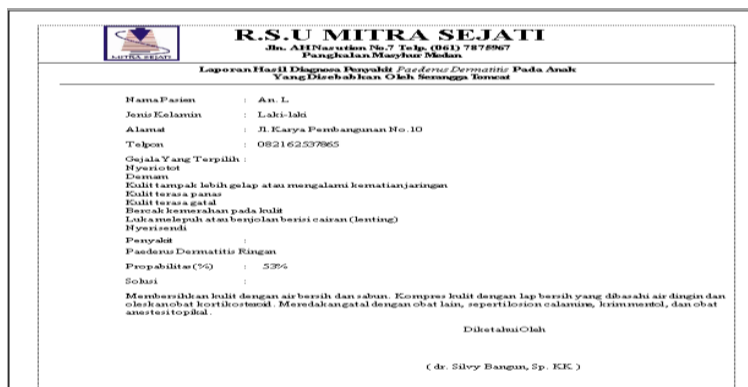 MITRA SEJATI
R.S.U MITRA SEJATI
Jln. AH Nasution No.7 Telp. (061) 7875967
Pangkalan Masyhur Medan
Laporan Hasil Diagnosa Penyakit Paederus Dermatitis Pada Anak
Yang Disebabkan Oleh Serangga Tomcat
Nama Pasien : An. L
Jenis Kelamin : Laki-laki
Alamat : Jl. Karya Pembangunan No.10
Telpon : 082162537865
Gejala Yang Terpilih :
Nyeri otot
Demam
Kulit tampak lebih gelap atau mengalami kematian jaringan
Kulit terasa panas
Kulit terasa gatal
Bercak kemerahan pada kulit
Luka melepuh atau benjolan berisi cairan (lenting)
Nyeri sendi
Penyakit :
Paederus Dermatitis Ringan
Propabilitas (%) : 53%
Solusi :
Membersihkan kulit dengan air bersih dan sabun. Kompres kulit dengan lap bersih yang dibasahi air dingin dan
oleskan obat kortikosteroid. Meredakan gatal dengan obat lain, seperti losion calamine, krim mentol, dan obat
anestesi topikal.
Diketahui Oleh
( dr. Silvy Bangun, Sp. KK )